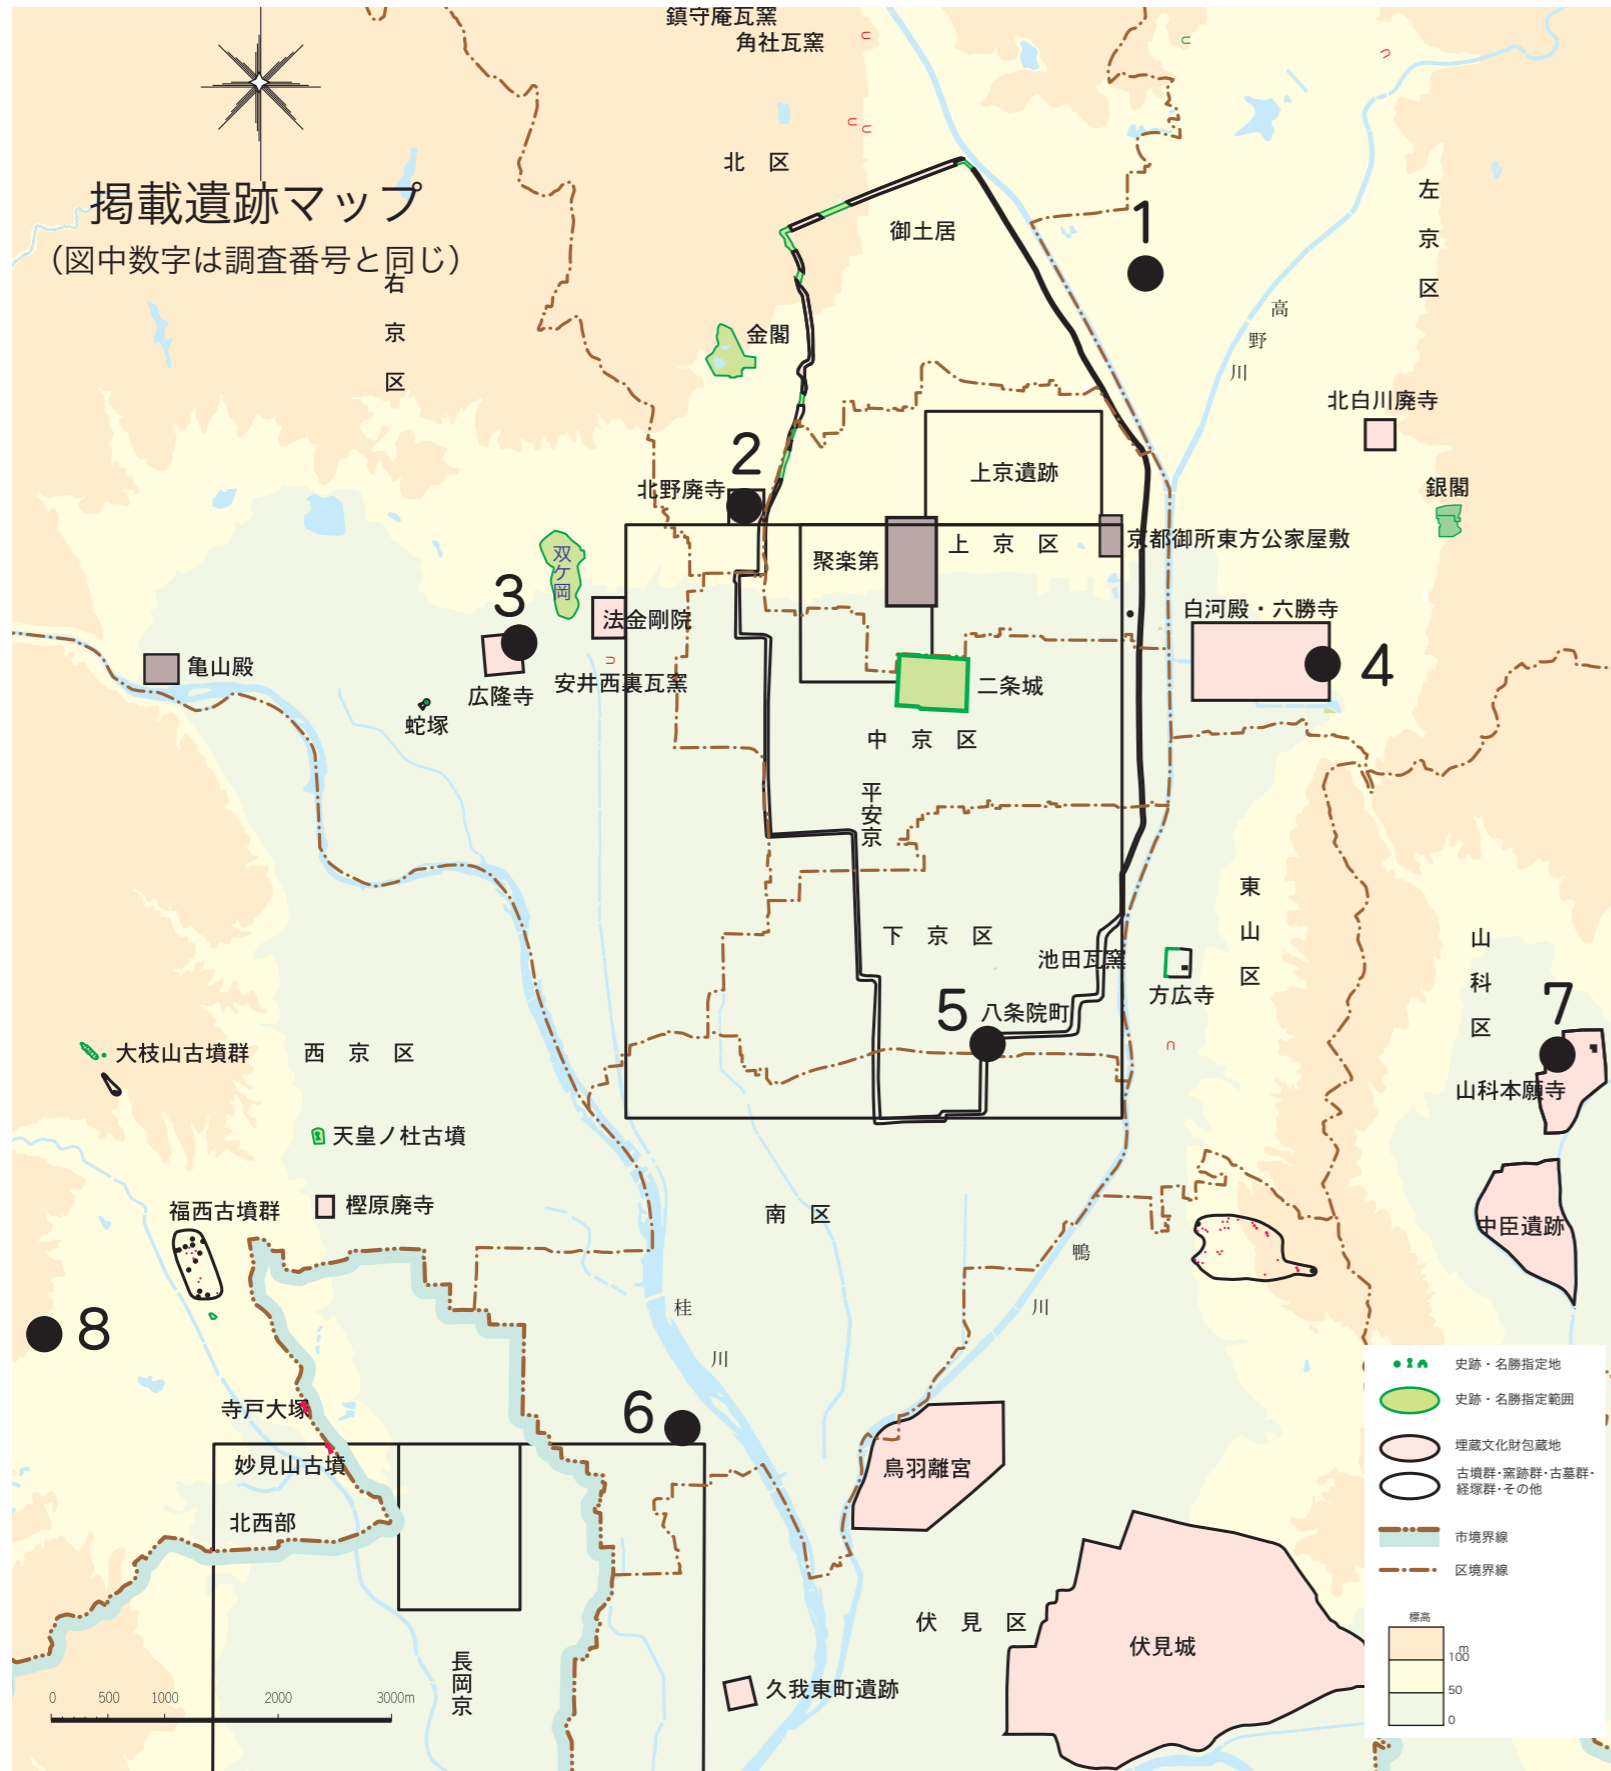 鎮守庵瓦窯
角社瓦窯
北区
掲載遺跡マップ
（図中数字は調査番号と同じ）
左京区
右京区
御土居
1
高野川
金閣
北白川廃寺
2
北野廃寺
上京遺跡
銀閣
双ケ岡
聚楽第
上京区
京都御所東方公家屋敷
3
法金剛院
白河殿・六勝寺
亀山殿
広隆寺
安井西裏瓦窯
二条城
4
蛇塚
中京区
平安京
東山区
下京区
池田瓦窯
山科区
方広寺
5
八条院町
7
大枝山古墳群
西京区
山科本願寺
天皇ノ杜古墳
樫原廃寺
福西古墳群
南区
中臣遺跡
鴨川
桂川
8
寺戸大塚
6
妙見山古墳
鳥羽離宮
北西部
伏見区
伏見城
長岡京
久我東町遺跡
0 500 1000 2000 3000m
史跡・名勝指定地
史跡・名勝指定範囲
埋蔵文化財包蔵地
古墳群・窯跡群・古墓群・
経塚群・その他
市境界線
区境界線
標高
m
100
50
0